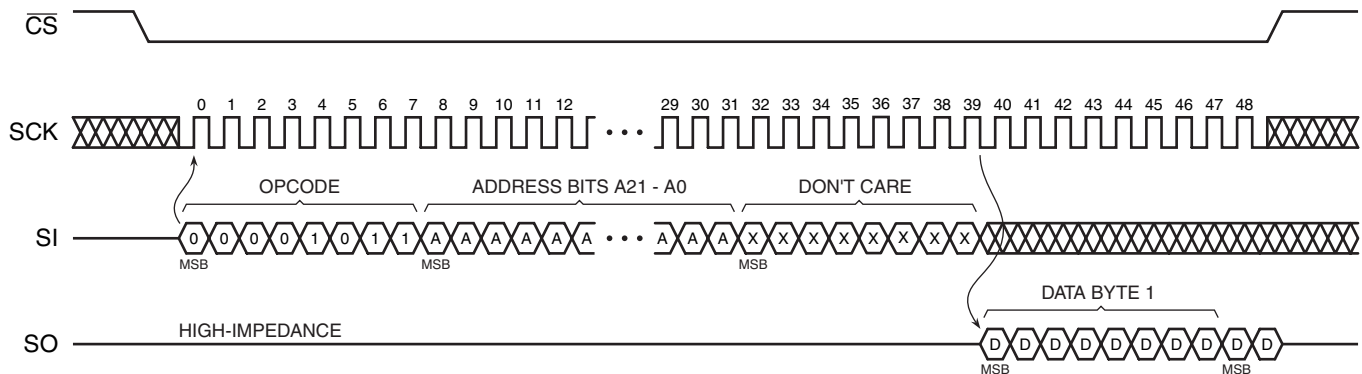 CS
0 1 2 3 4 5 6 7 8 9 10 11 12 29 30 31 32 33 34 35 36 37 38 39 40 41 42 43 44 45 46 47 48
SCK
OPCODE ADDRESS BITS A21 - A0 DON'T CARE
SI 0 0 0 0 1 0 1 1 A A A A A A A A A X X X X X X X X
MSB MSB MSB
DATA BYTE 1
HIGH-IMPEDANCE
SO D D D D D D D D D D
MSB MSB